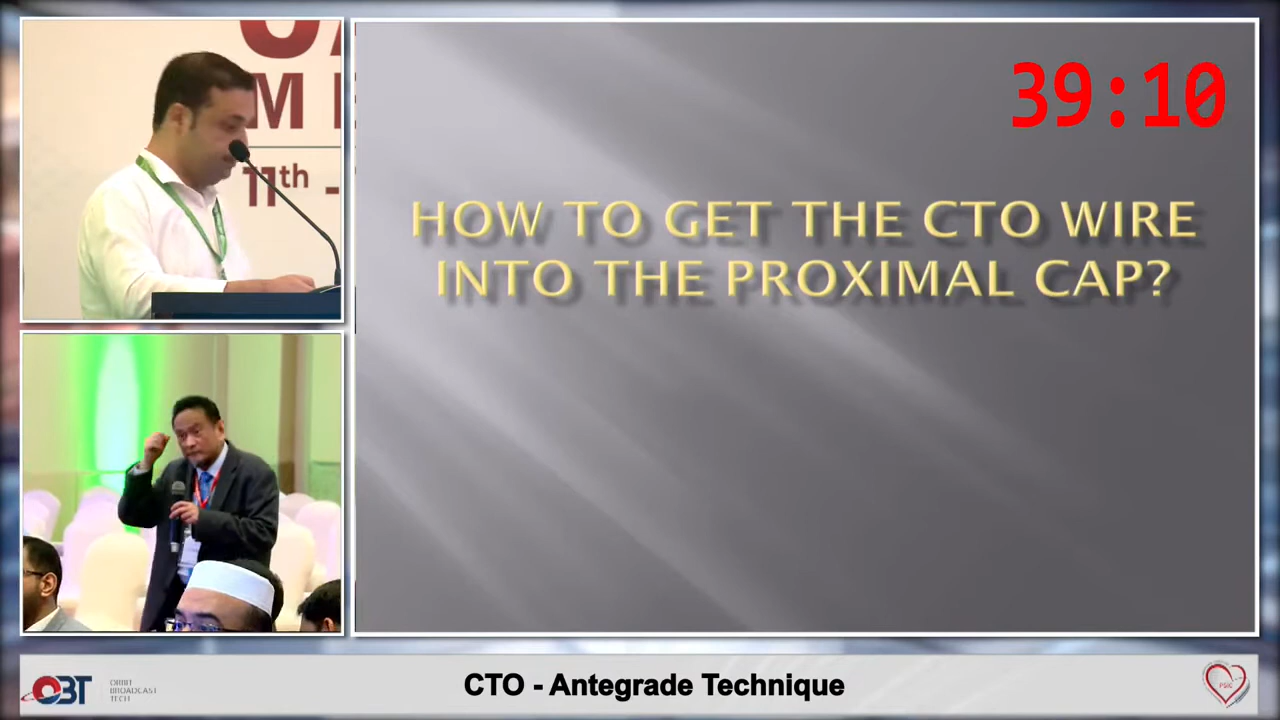 M
11th -
39:10
HOW TO GET THE CTO WIRE
INTO THE PROXIMAL CAP?
OBT
ORBIT
BROADCAST
TECH
CTO - Antegrade Technique
PSIC